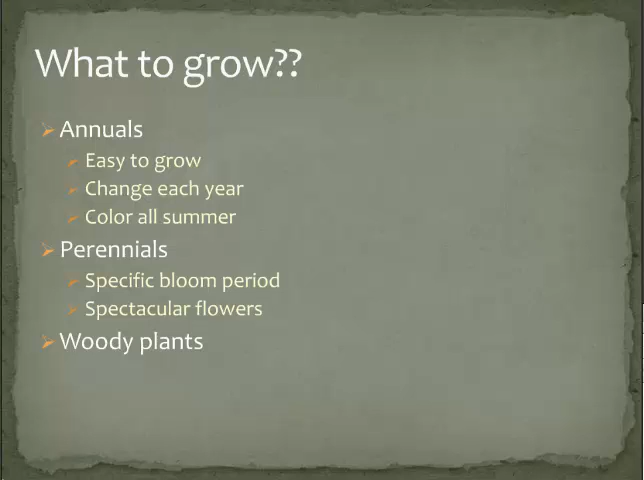 What to grow??
Annuals
Easy to grow
Change each year
Color all summer
Perennials
Specific bloom period
Spectacular flowers
Woody plants